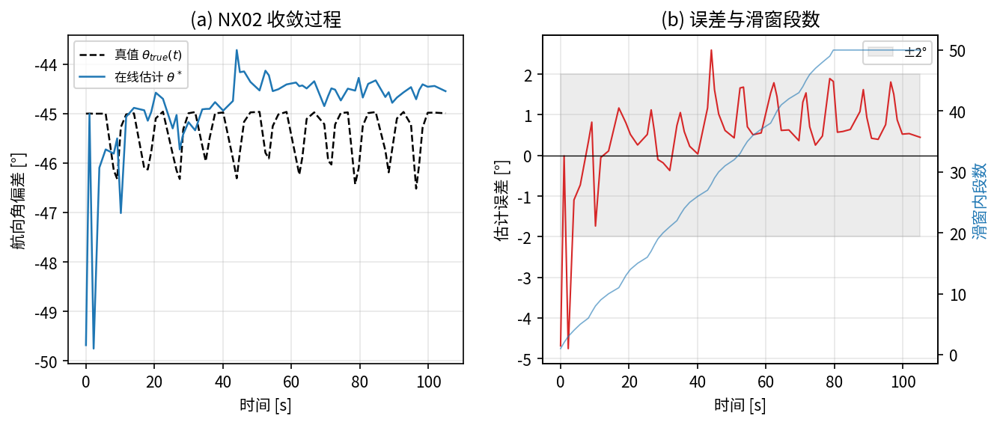 (a) NX02 收敛过程
真值 θtrue(t)
在线估计 θ*
-44
-45
-46
-47
-48
-49
-50
航向角偏差 [°]
0 20 40 60 80 100
时间 [s]
(b) 误差与滑窗段数
±2°
2
1
0
-1
-2
-3
-4
-5
估计误差 [°]
50
40
30
20
10
0
滑窗内段数
0 20 40 60 80 100
时间 [s]